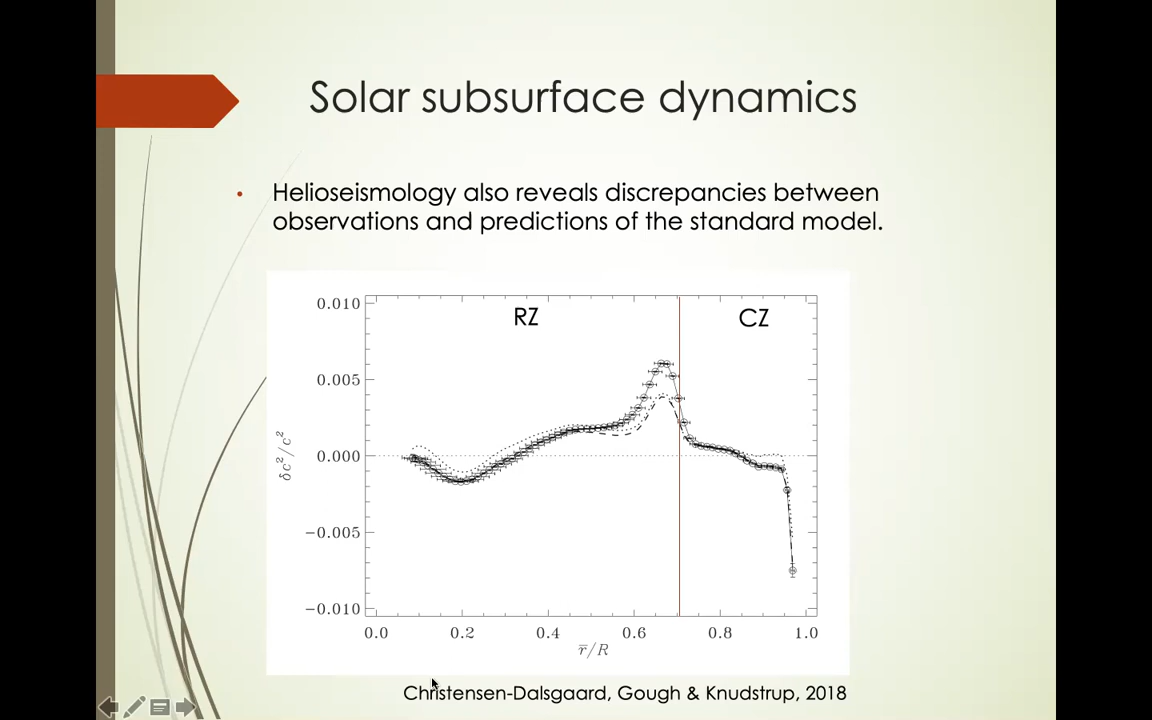 Solar subsurface dynamics
• Helioseismology also reveals discrepancies between
observations and predictions of the standard model.
RZ
CZ
0.010
0.005
0.000
−0.005
−0.010
δc²/c²
0.0 0.2 0.4 0.6 0.8 1.0
r̅/R
Christensen-Dalsgaard, Gough & Knudstrup, 2018